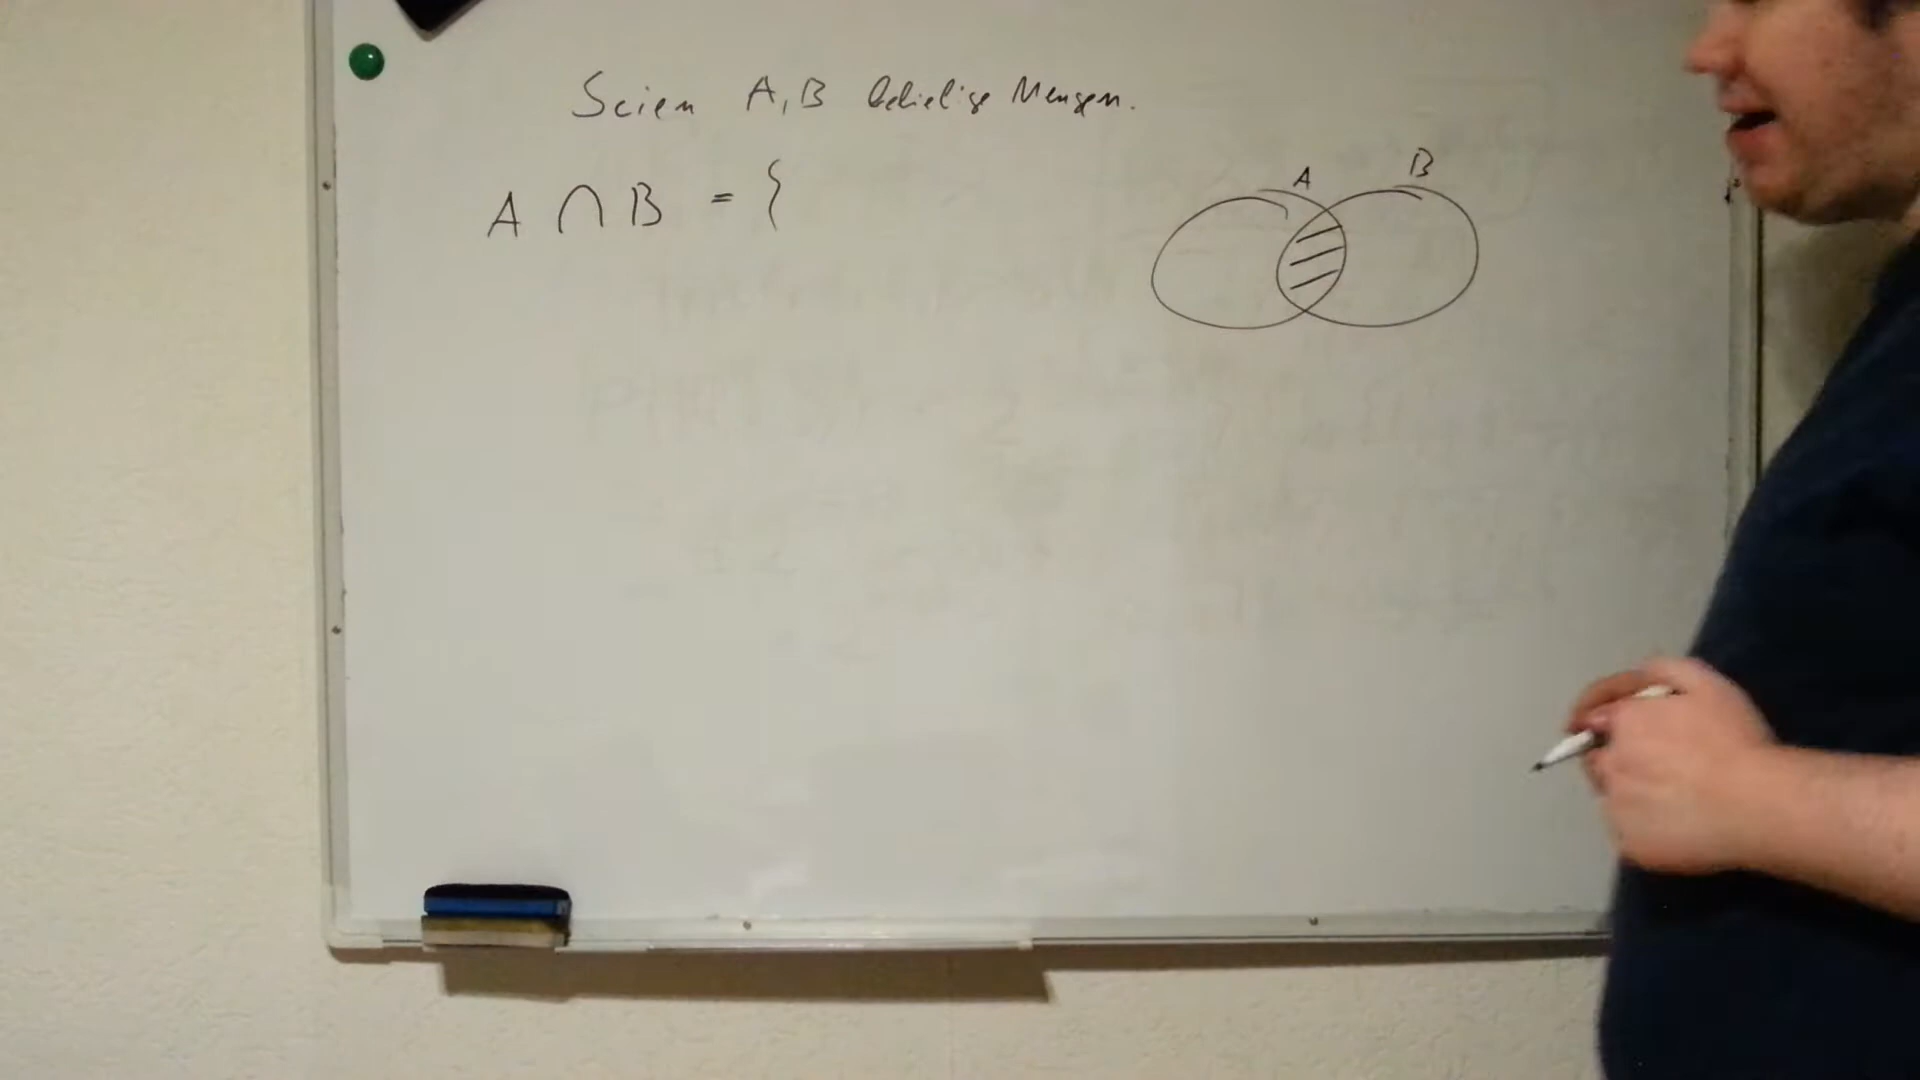 Seien A, B beliebige Mengen.
A ∩ B = {
A
B